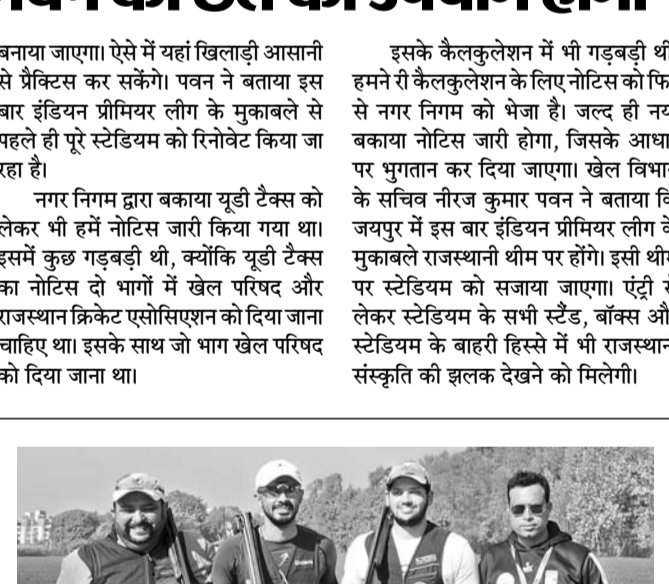 बनाया जाएगा। ऐसे में यहां खिलाड़ी आसानी
से प्रैक्टिस कर सकेंगे। पवन ने बताया इस
बार इंडियन प्रीमियर लीग के मुकाबले से
पहले ही पूरे स्टेडियम को रिनोवेट किया जा
रहा है।
नगर निगम द्वारा बकाया यूडी टैक्स को
लेकर भी हमें नोटिस जारी किया गया था।
इसमें कुछ गड़बड़ी थी, क्योंकि यूडी टैक्स
का नोटिस दो भागों में खेल परिषद और
राजस्थान क्रिकेट एसोसिएशन को दिया जाना
चाहिए था। इसके साथ जो भाग खेल परिषद
को दिया जाना था।
इसके कैलकुलेशन में भी गड़बड़ी थी
हमने री कैलकुलेशन के लिए नोटिस को
से नगर निगम को भेजा है। जल्द ही
बकाया नोटिस जारी होगा, जिसके
पर भुगतान कर दिया जाएगा। खेल
के सचिव नीरज कुमार पवन ने बताया
जयपुर में इस बार इंडियन प्रीमियर लीग
मुकाबले राजस्थानी थीम पर होंगे। इसी
पर स्टेडियम को सजाया जाएगा। एंट्री
लेकर स्टेडियम के सभी स्टैंड, बॉक्स
स्टेडियम के बाहरी हिस्से में भी राजस्थान
संस्कृति की झलक देखने को मिलेगी।